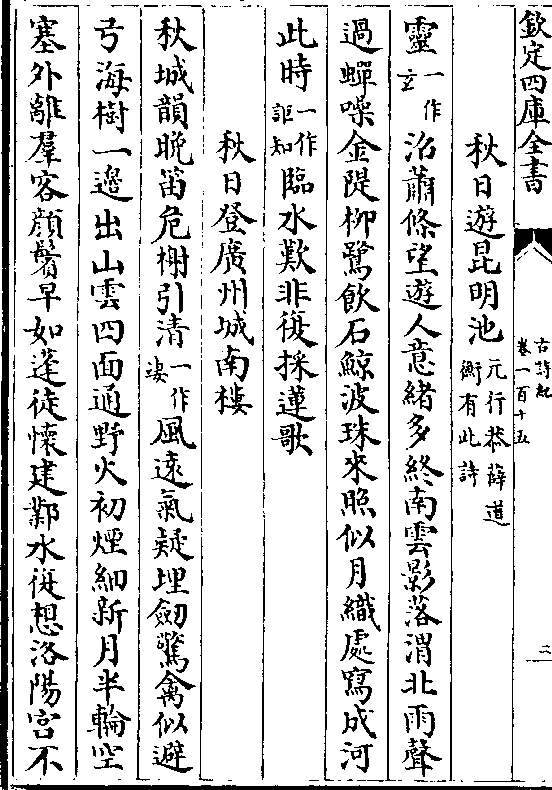 欽定四庫全書
古詩紀
卷一百十五
三
秋日遊昆明池元行恭薛道衡有此詩
靈一作玄沼蕭條望遊人意緒多終南雲影落渭北雨聲
過蟬噪金隄柳鷺飲石鯨波珠來照似月織處寫成河
此時一作詎知臨水歎非復採蓮歌
秋日登廣州城南樓
秋城韻晩笛危榭引清一作淒風遠氣疑埋劒驚禽似避
弓海樹一邊出山雲四面通野火初煙細新月半輪空
塞外離羣客顔鬢早如蓬徒懷建鄴水復想洛陽宫不